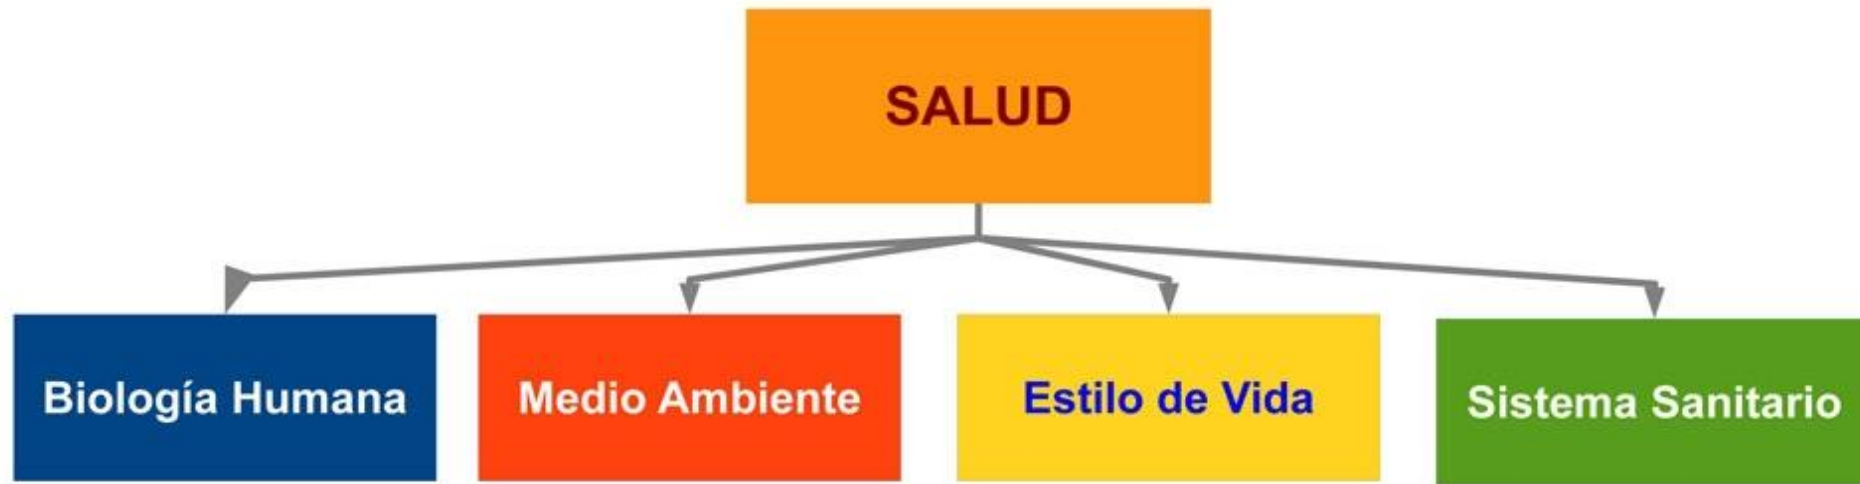 SALUD
Biología Humana
Medio Ambiente
Estilo de Vida
Sistema Sanitario